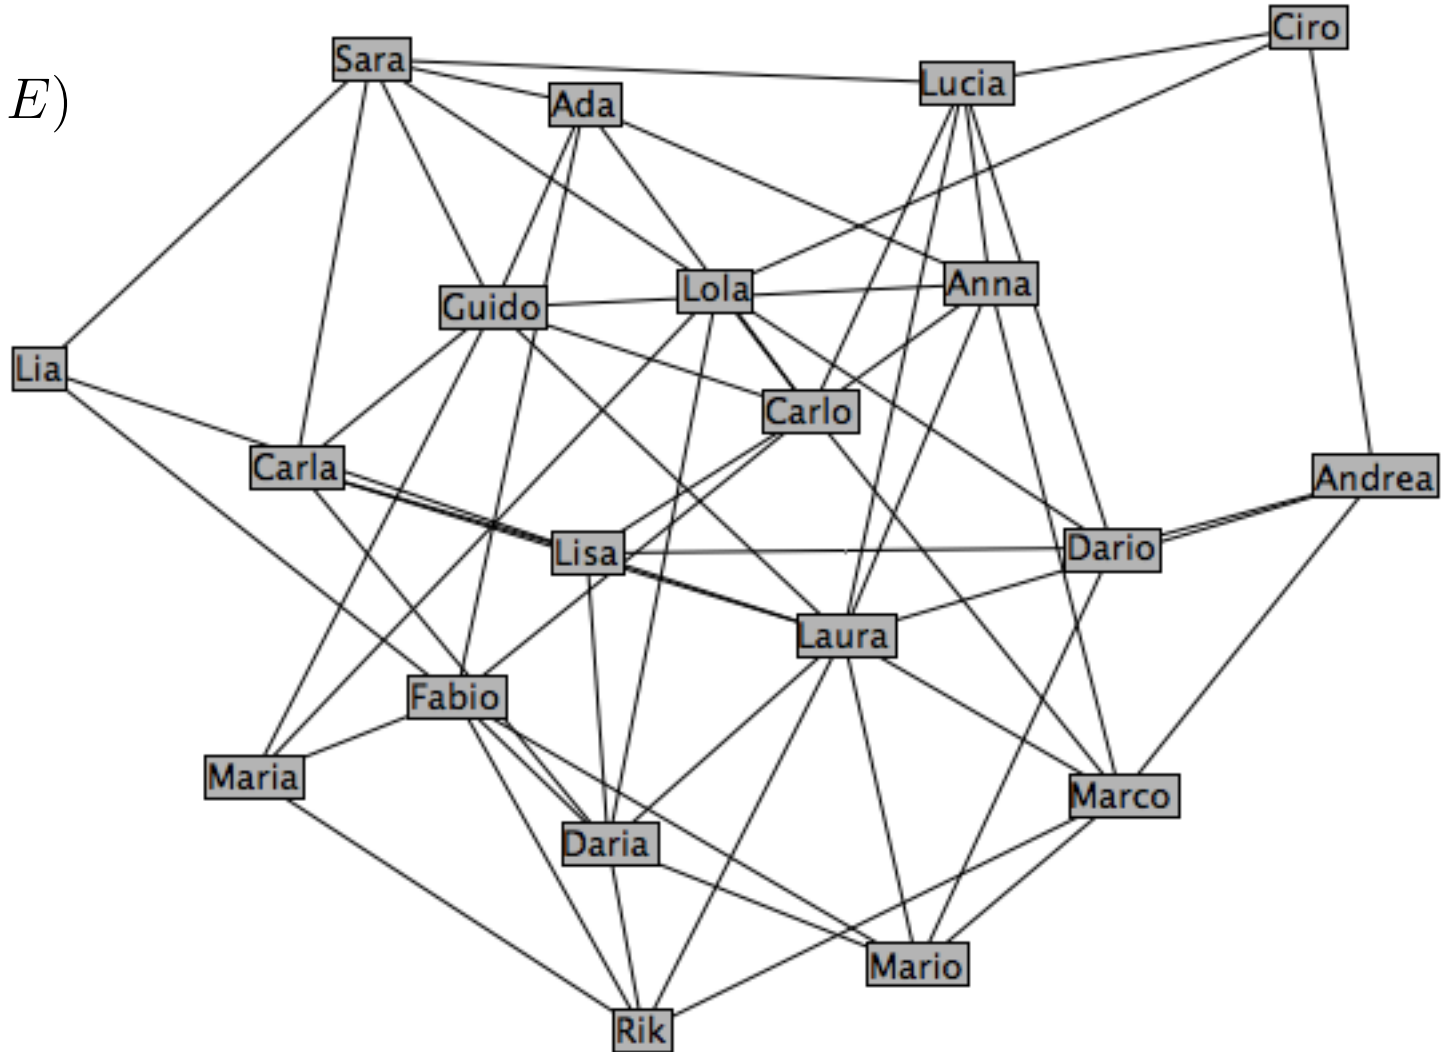 E)
Sara
Ada
Lucia
Ciro
Guido
Lola
Anna
Lia
Carlo
Carla
Andrea
Lisa
Dario
Laura
Fabio
Maria
Marco
Daria
Mario
Rik